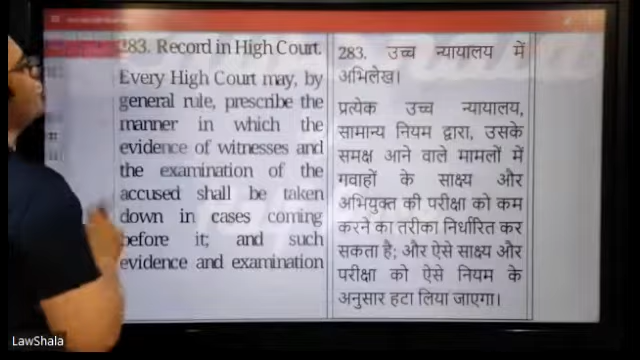 283. Record in High Court.
Every High Court may, by
general rule, prescribe the
manner in which the
evidence of witnesses and
the examination of the
accused shall be taken
down in cases coming
before it; and such
evidence and examination
283. उच्च न्यायालय में
अभिलेख।
प्रत्येक उच्च न्यायालय,
सामान्य नियम द्वारा, उसके
समक्ष आने वाले मामलों में
गवाहों के साक्ष्य और
अभियुक्त की परीक्षा को कम
करने का तरीका निर्धारित कर
सकता है; और ऐसे साक्ष्य और
परीक्षा को ऐसे नियम के
अनुसार हटा लिया जाएगा।
LawShala